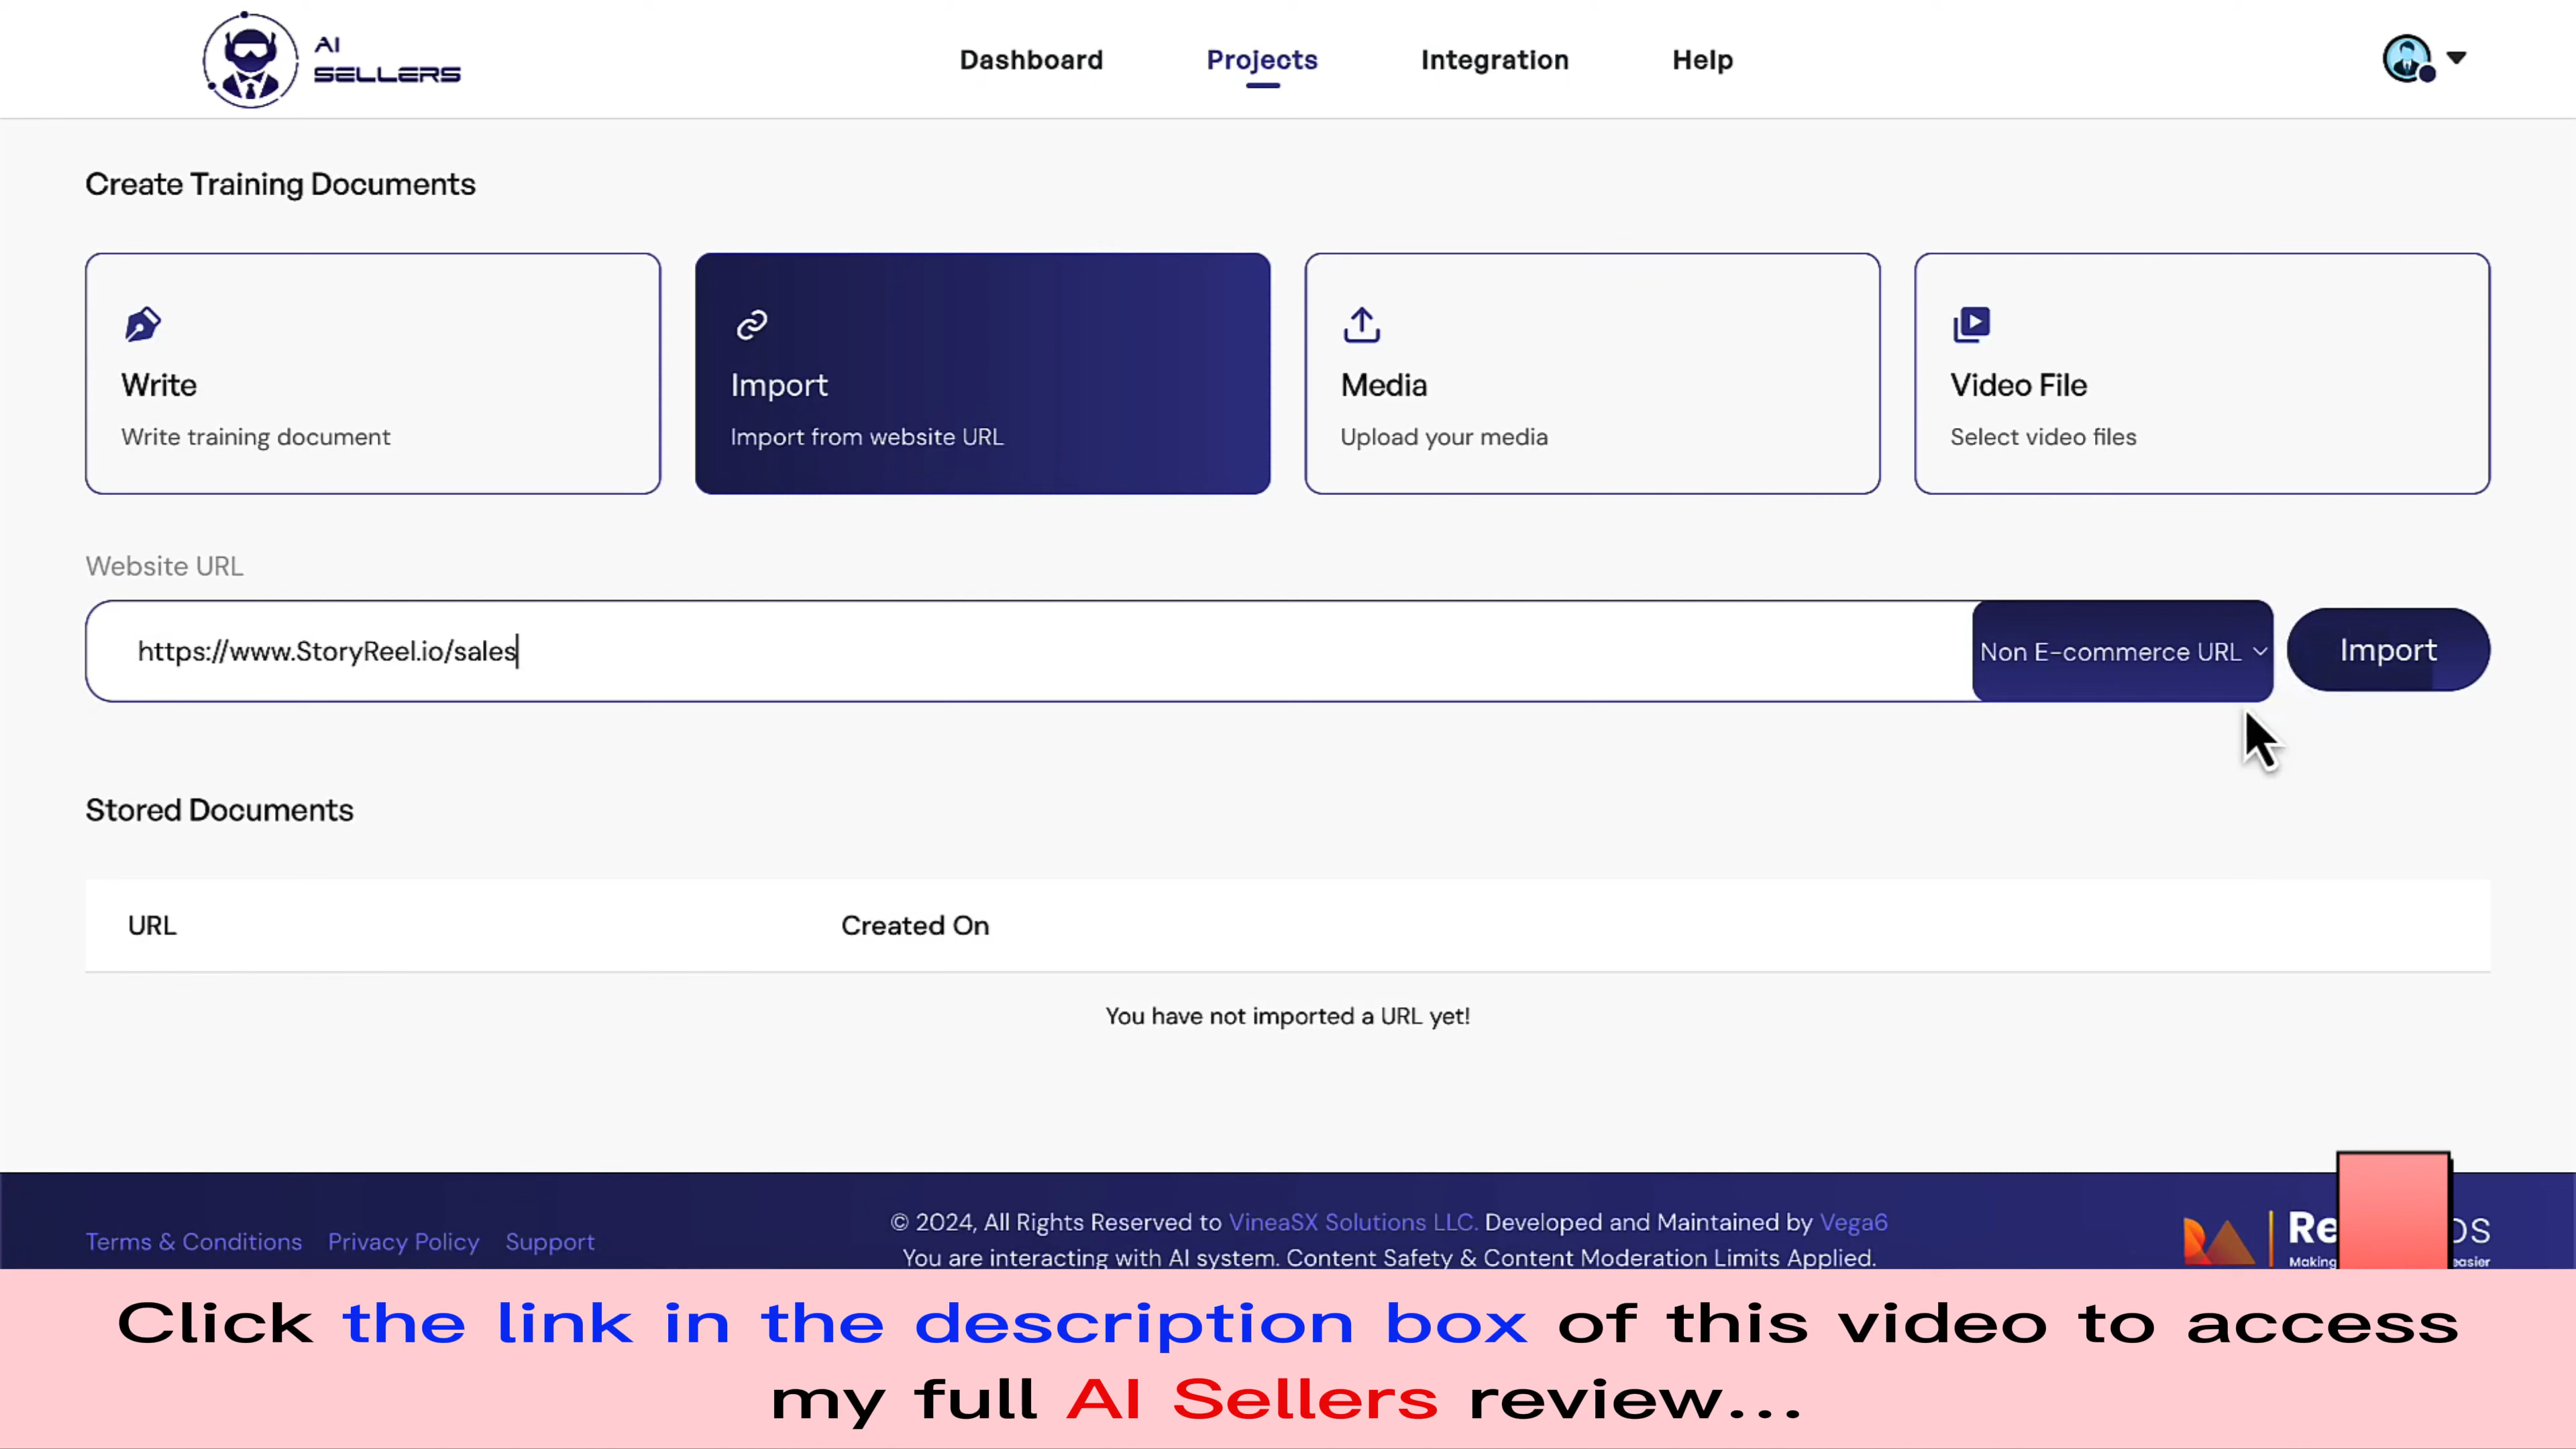 AI
SELLERS
Dashboard
Projects
Integration
Help
Create Training Documents
Write
Write training document
Import
Import from website URL
Media
Upload your media
Video File
Select video files
Website URL
https://www.StoryReel.io/sales
Non E-commerce URL
Import
Stored Documents
URL
Created On
You have not imported a URL yet!
Terms & Conditions
Privacy Policy
Support
© 2024, All Rights Reserved to VineaSX Solutions LLC. Developed and Maintained by Vega6
You are interacting with AI system. Content Safety & Content Moderation Limits Applied.
Making
easier
Click the link in the description box of this video to access
my full AI Sellers review...